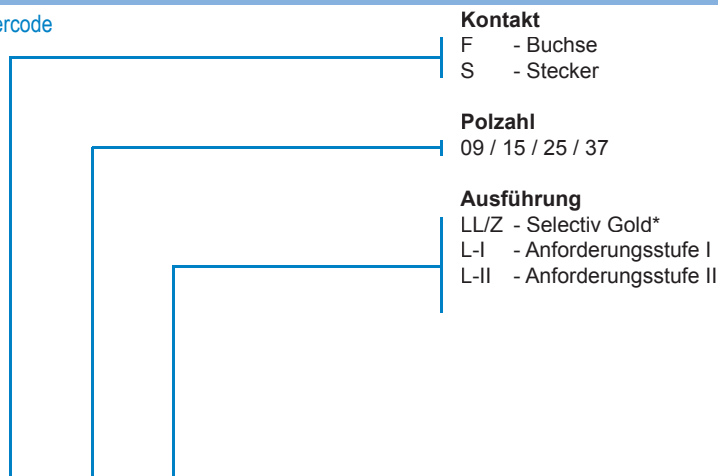 ercode
Kontakt
F - Buchse
S - Stecker
Polzahl
09 / 15 / 25 / 37
Ausführung
LL/Z - Selectiv Gold*
L-I - Anforderungsstufe I
L-II - Anforderungsstufe II